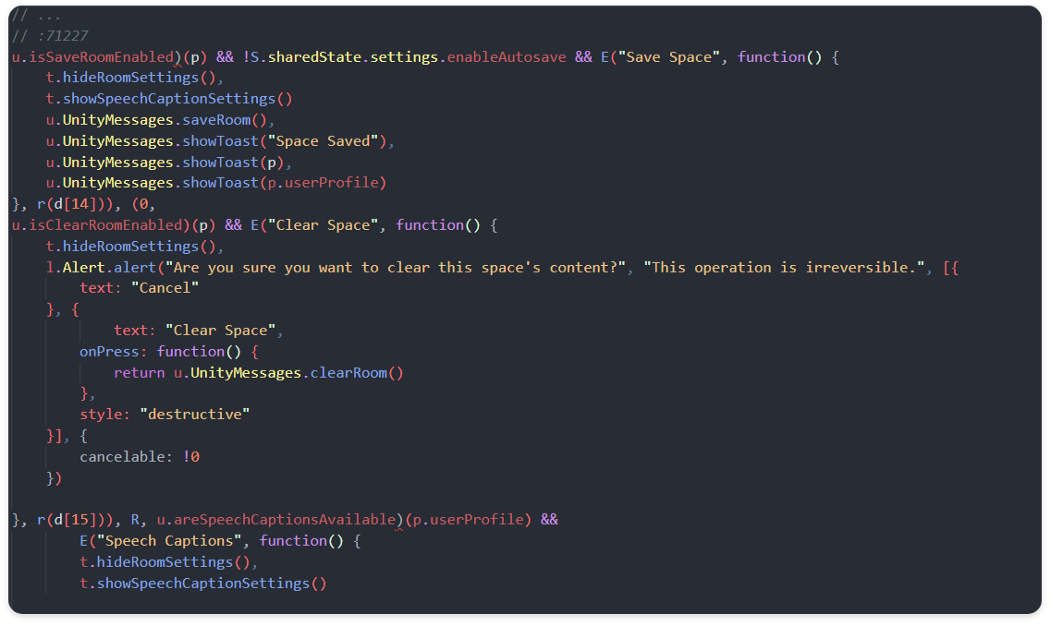 // ...
// :71227
u.isSaveRoomEnabled)(p) && !S.sharedState.settings.enableAutosave && E("Save Space", function() {
    t.hideRoomSettings(),
    t.showSpeechCaptionSettings()
    u.UnityMessages.saveRoom(),
    u.UnityMessages.showToast("Space Saved"),
    u.UnityMessages.showToast(p),
    u.UnityMessages.showToast(p.userProfile)
}, r(d[14])), (0,
u.isClearRoomEnabled)(p) && E("Clear Space", function() {
    t.hideRoomSettings(),
    l.Alert.alert("Are you sure you want to clear this space's content?", "This operation is irreversible.", [{
        text: "Cancel"
    }, {
            text: "Clear Space",
        onPress: function() {
            return u.UnityMessages.clearRoom()
        },
        style: "destructive"
    }], {
        cancelable: !0
    })

}, r(d[15])), R, u.areSpeechCaptionsAvailable)(p.userProfile) &&
        E("Speech Captions", function() {
        t.hideRoomSettings(),
        t.showSpeechCaptionSettings()